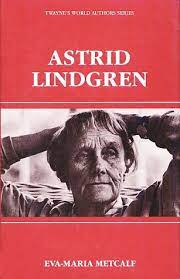 TWAYNE'S WORLD AUTHORS SERIES
ASTRID
LINDGREN
EVA-MARIA METCALF